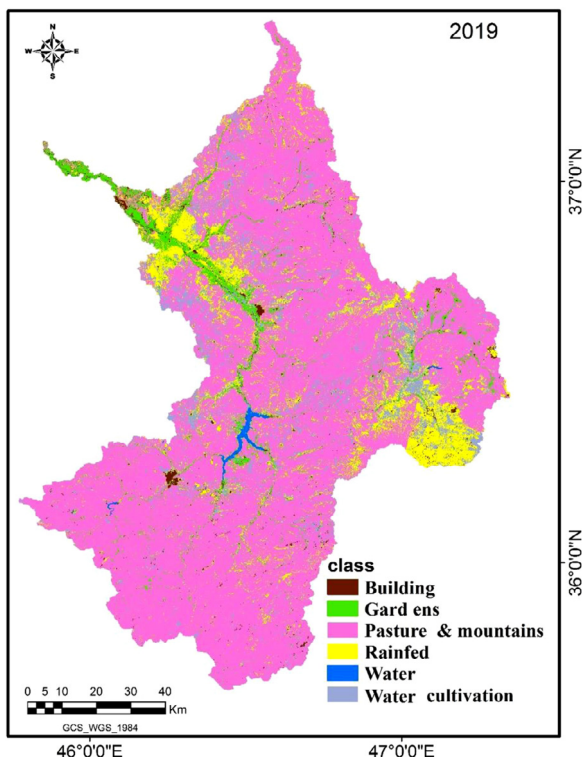 2019
N
W E
S
37°0'0"N
36°0'0"N
class
Building
Gard ens
Pasture & mountains
Rainfed
Water
Water cultivation
0 5 10 20 30 40
Km
GCS_WGS_1984
46°0'0"E 47°0'0"E